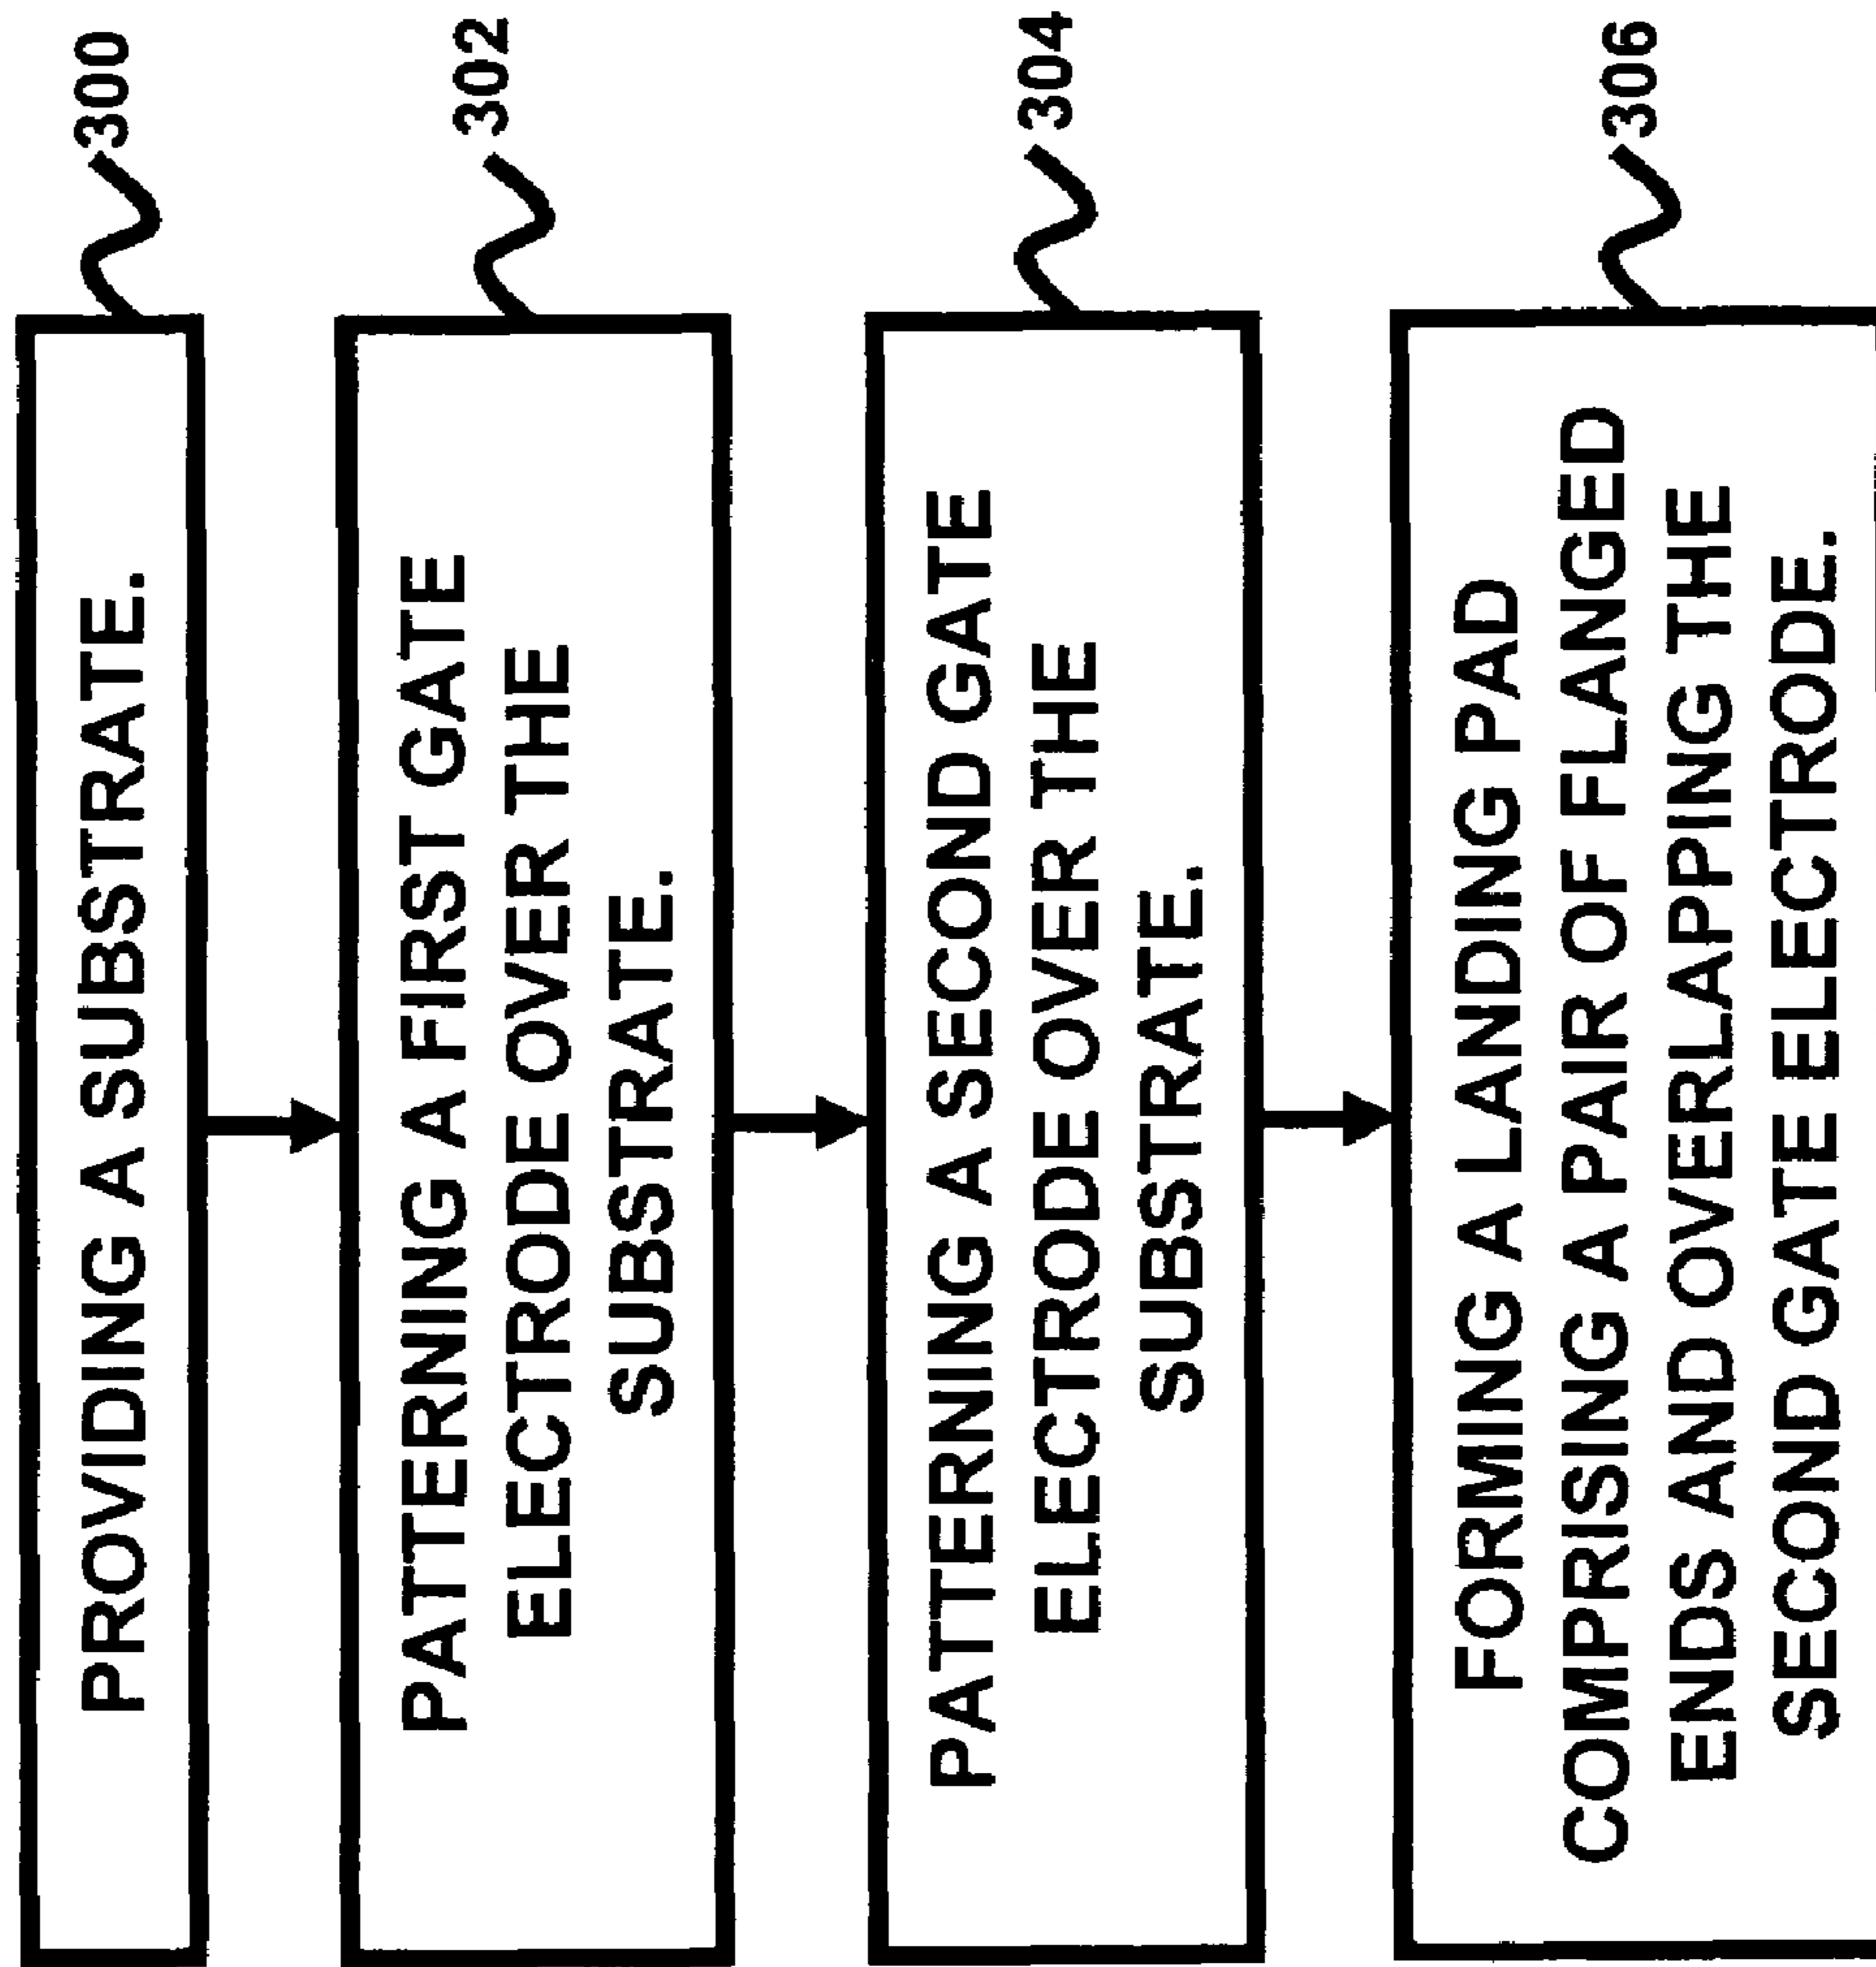 PROVIDING A SUBSTRATE.
300
PATTERNING A FIRST GATE
ELECTRODE OVER THE
SUBSTRATE.
302
PATTERNING A SECOND GATE
ELECTRODE OVER THE
SUBSTRATE.
304
FORMING A LANDING PAD
COMPRISING A PAIR OF FLANGED
ENDS AND OVERLAPPING THE
SECOND GATE ELECTRODE.
306